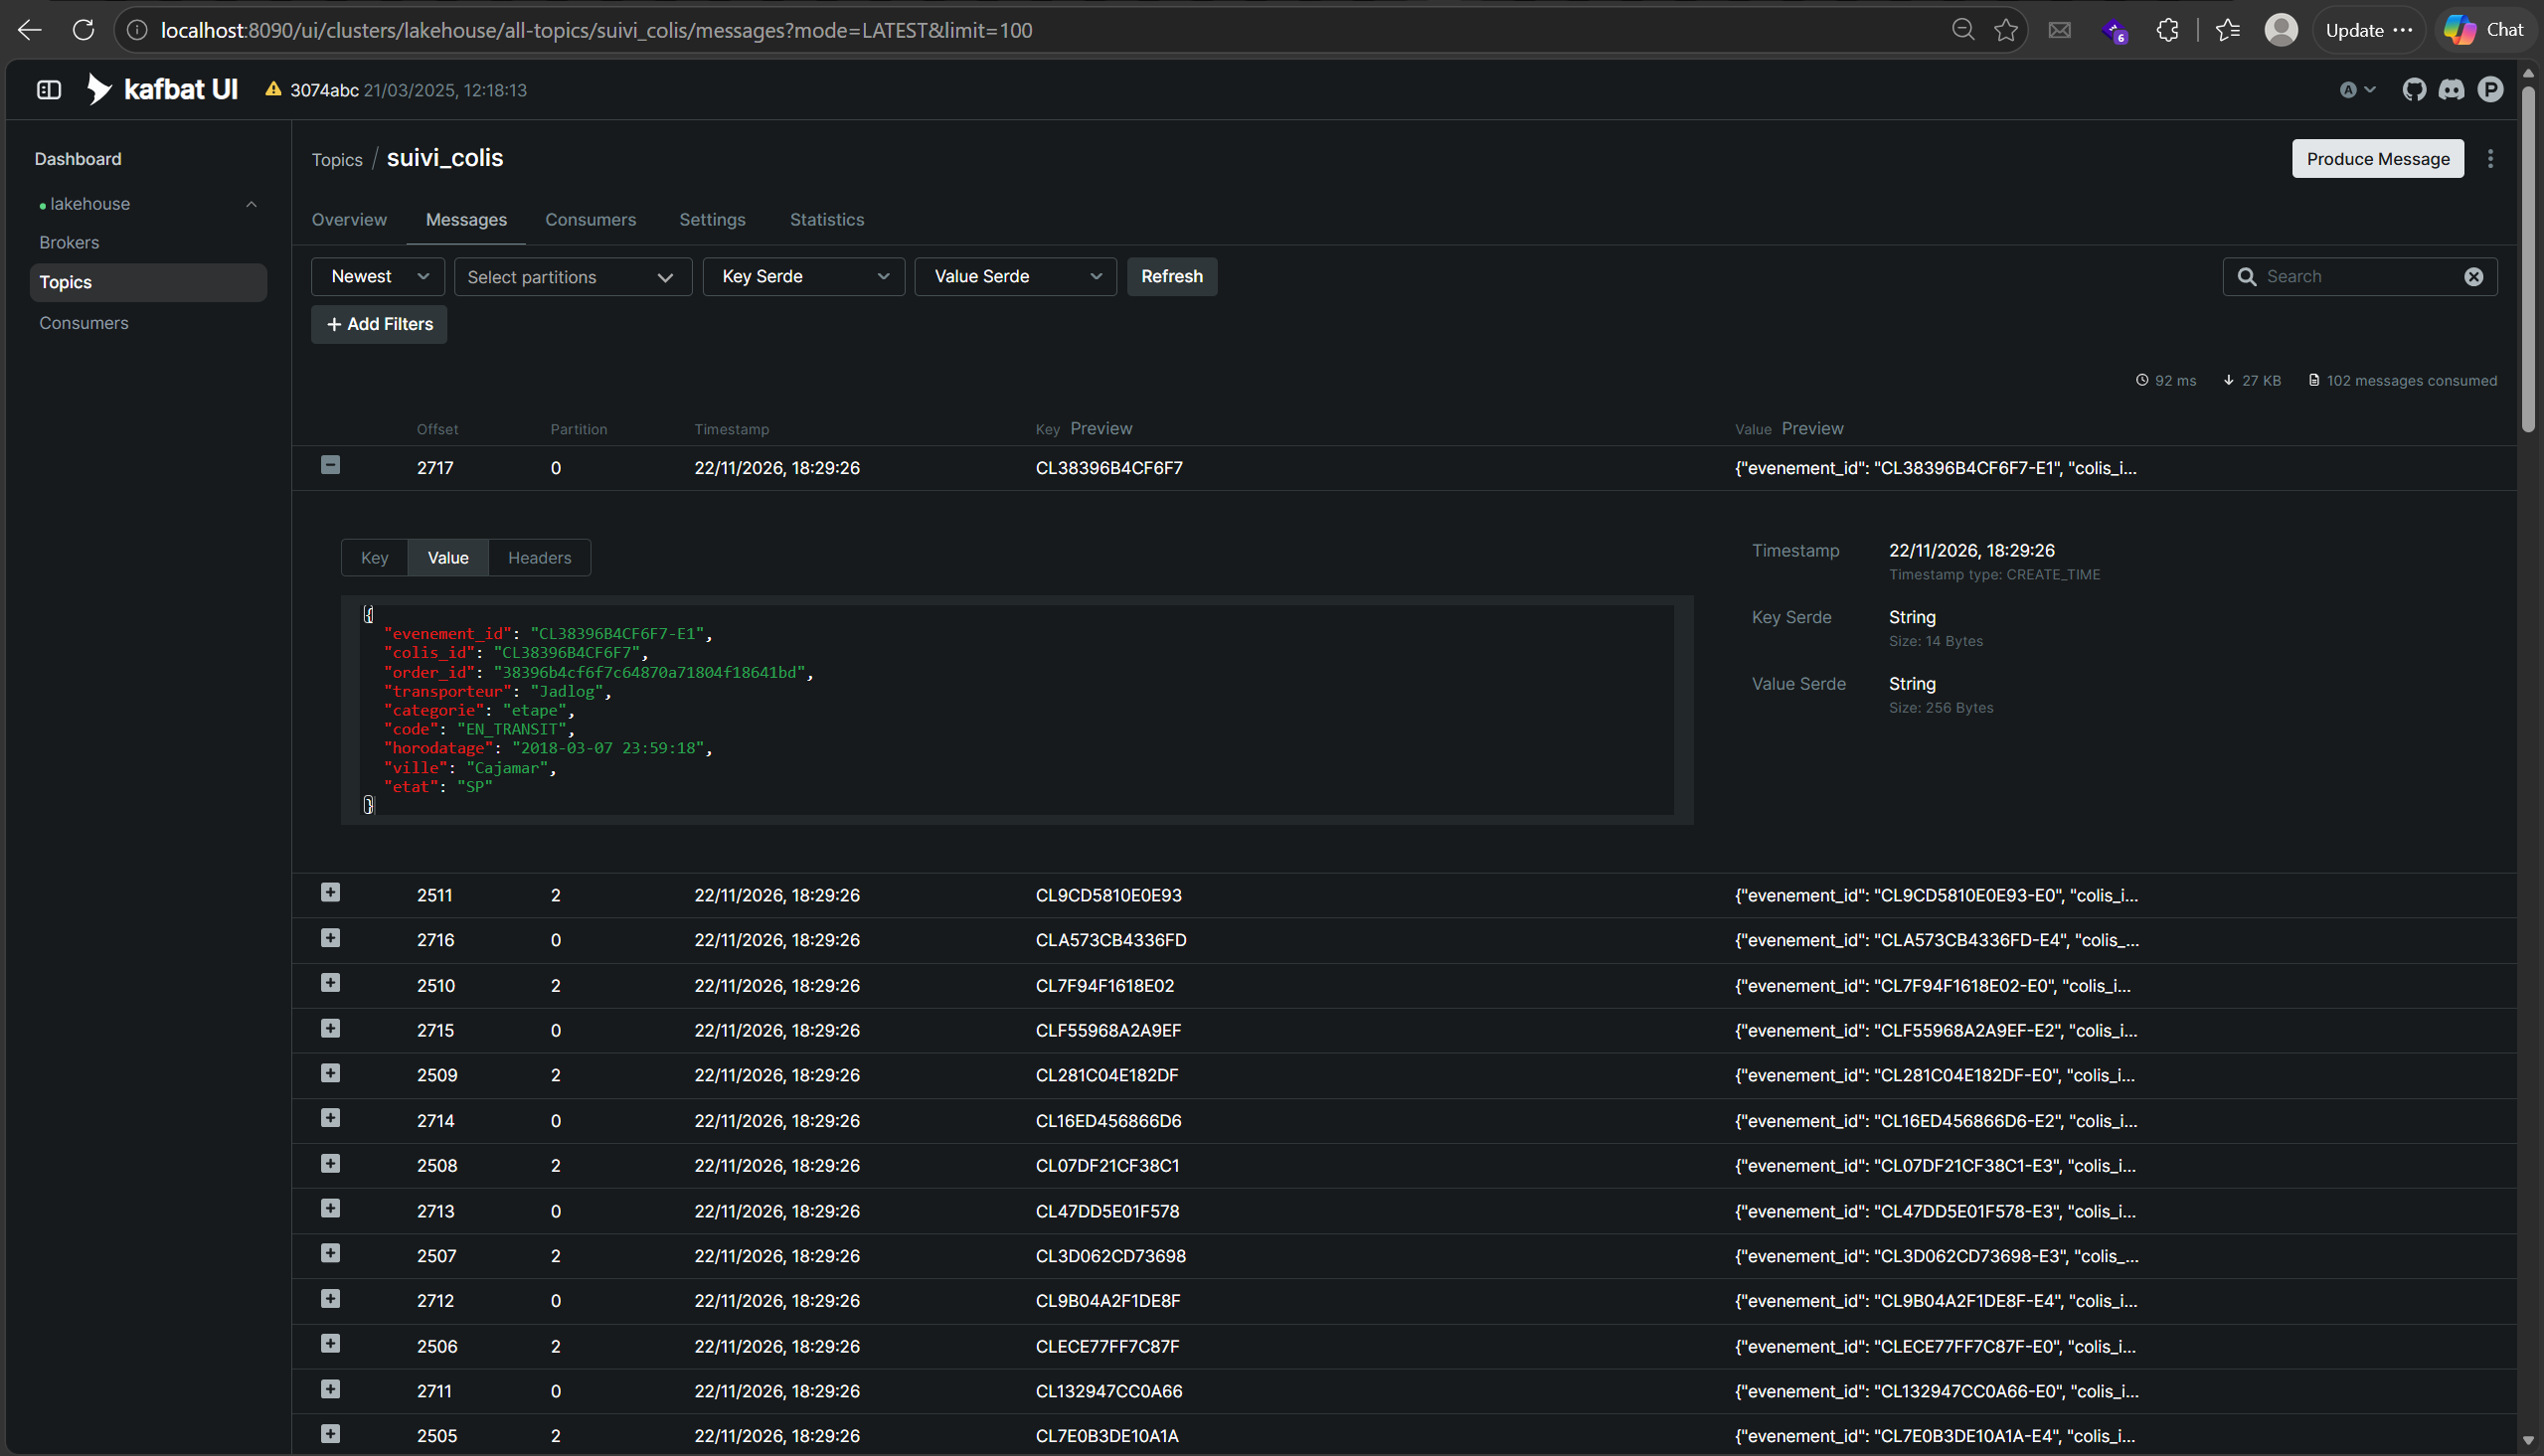 localhost:8090/ui/clusters/lakehouse/all-topics/suivi_colis/messages?mode=LATEST&limit=100
6
Update
Chat
kafbat UI 3074abc 21/03/2025, 12:18:13
A
P
Dashboard
lakehouse
Brokers
Topics
Consumers
Topics / suivi_colis
Produce Message
Overview Messages Consumers Settings Statistics
Newest Select partitions Key Serde Value Serde Refresh Search
+ Add Filters
92 ms 27 KB 102 messages consumed
Offset Partition Timestamp Key Preview Value Preview
2717 0 22/11/2026, 18:29:26 CL38396B4CF6F7 {"evenement_id": "CL38396B4CF6F7-E1", "colis_i...
Key Value Headers
{
"evenement_id": "CL38396B4CF6F7-E1",
"colis_id": "CL38396B4CF6F7",
"order_id": "38396b4cf6f7c64870a71804f18641bd",
"transporteur": "Jadlog",
"categorie": "etape",
"code": "EN_TRANSIT",
"horodatage": "2018-03-07 23:59:18",
"ville": "Cajamar",
"etat": "SP"
}
Timestamp 22/11/2026, 18:29:26
Timestamp type: CREATE_TIME
Key Serde String
Size: 14 Bytes
Value Serde String
Size: 256 Bytes
2511 2 22/11/2026, 18:29:26 CL9CD5810E0E93 {"evenement_id": "CL9CD5810E0E93-E0", "colis_i...
2716 0 22/11/2026, 18:29:26 CLA573CB4336FD {"evenement_id": "CLA573CB4336FD-E4", "colis_...
2510 2 22/11/2026, 18:29:26 CL7F94F1618E02 {"evenement_id": "CL7F94F1618E02-E0", "colis_i...
2715 0 22/11/2026, 18:29:26 CLF55968A2A9EF {"evenement_id": "CLF55968A2A9EF-E2", "colis_i...
2509 2 22/11/2026, 18:29:26 CL281C04E182DF {"evenement_id": "CL281C04E182DF-E0", "colis_i...
2714 0 22/11/2026, 18:29:26 CL16ED456866D6 {"evenement_id": "CL16ED456866D6-E2", "colis_i...
2508 2 22/11/2026, 18:29:26 CL07DF21CF38C1 {"evenement_id": "CL07DF21CF38C1-E3", "colis_i...
2713 0 22/11/2026, 18:29:26 CL47DD5E01F578 {"evenement_id": "CL47DD5E01F578-E3", "colis_i...
2507 2 22/11/2026, 18:29:26 CL3D062CD73698 {"evenement_id": "CL3D062CD73698-E3", "colis_...
2712 0 22/11/2026, 18:29:26 CL9B04A2F1DE8F {"evenement_id": "CL9B04A2F1DE8F-E4", "colis_i...
2506 2 22/11/2026, 18:29:26 CLECE77FF7C87F {"evenement_id": "CLECE77FF7C87F-E0", "colis_i...
2711 0 22/11/2026, 18:29:26 CL132947CC0A66 {"evenement_id": "CL132947CC0A66-E0", "colis_i...
2505 2 22/11/2026, 18:29:26 CL7E0B3DE10A1A {"evenement_id": "CL7E0B3DE10A1A-E4", "colis_i...